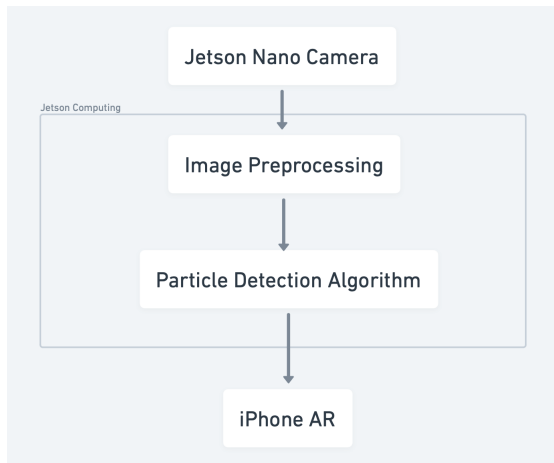 Jetson Nano Camera
Jetson Computing
Image Preprocessing
Particle Detection Algorithm
iPhone AR